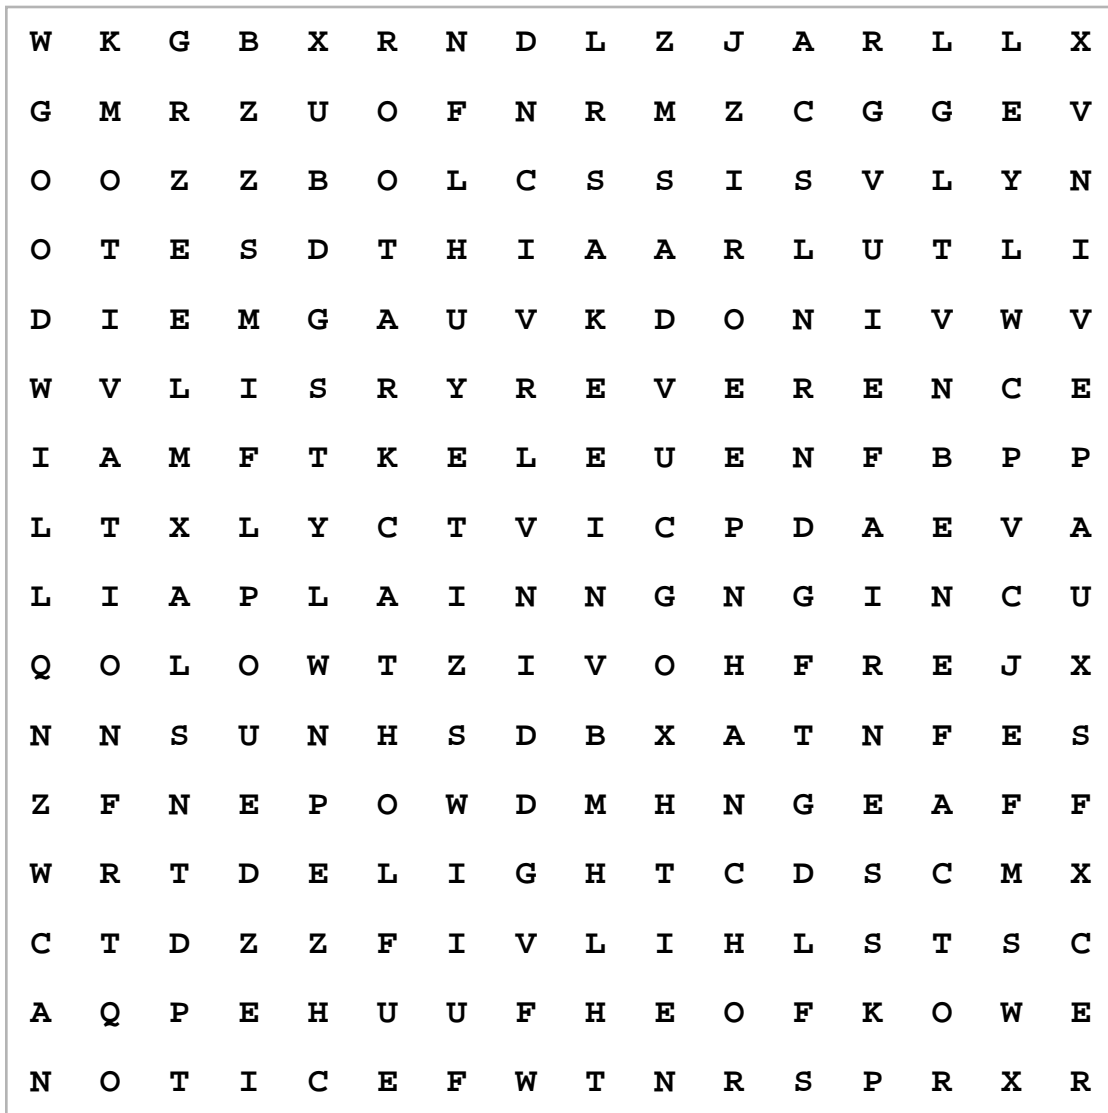 W K G B X R N D L Z J A R L L X
G M R Z U O F N R M Z C G G E V
O O Z Z B O L C S S I S V L Y N
O T E S D T H I A A R L U T L I
D I E M G A U V K D O N I V W V
W V L I S R Y R E V E R E N C E
I A M F T K E L E U E N F B P P
L T X L Y C T V I C P D A E V A
L I A P L A I N N G N G I N C U
Q O L O W T Z I V O H F R E J X
N N S U N H S D B X A T N F E S
Z F N E P O W D M H N G E A F F
W R T D E L I G H T C D S C M X
C T D Z Z F I V L I H L S T S C
A Q P E H U U F H E O F K O W E
N O T I C E F W T N R S P R X R